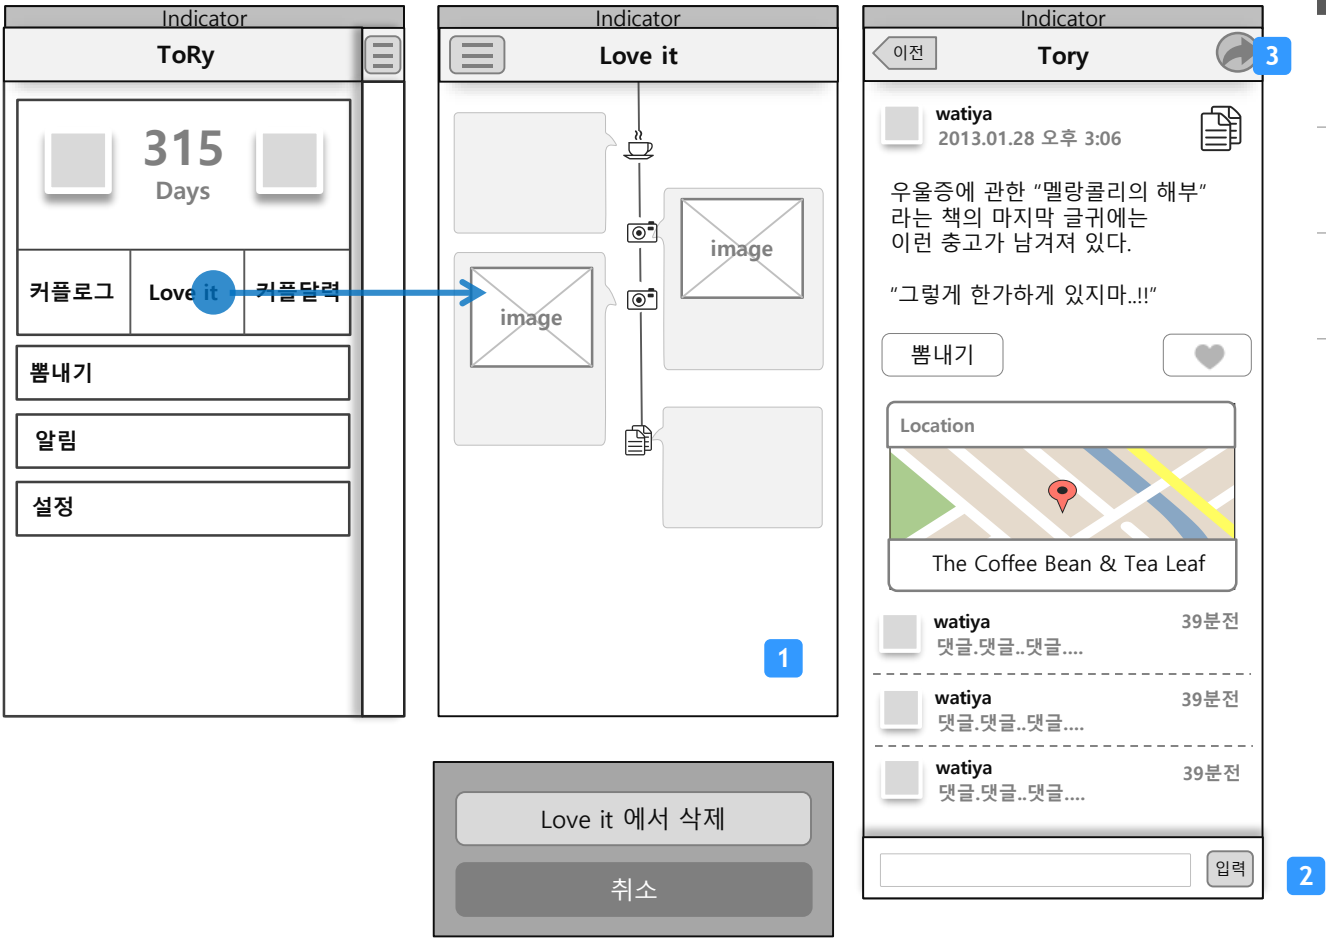 Indicator
ToRy
315
Days
커플로그
Love it
커플달력
뽐내기
알림
설정
Indicator
Love it
image
image
1
Love it 에서 삭제
취소
Indicator
이전
Tory
3
watiya
2013.01.28 오후 3:06
우울증에 관한 “멜랑콜리의 해부”
라는 책의 마지막 글귀에는
이런 충고가 남겨져 있다.
“그렇게 한가하게 있지마..!!”
뽐내기
Location
The Coffee Bean & Tea Leaf
watiya
39분전
댓글.댓글..댓글....
watiya
39분전
댓글.댓글..댓글....
watiya
39분전
댓글.댓글..댓글....
입력
2